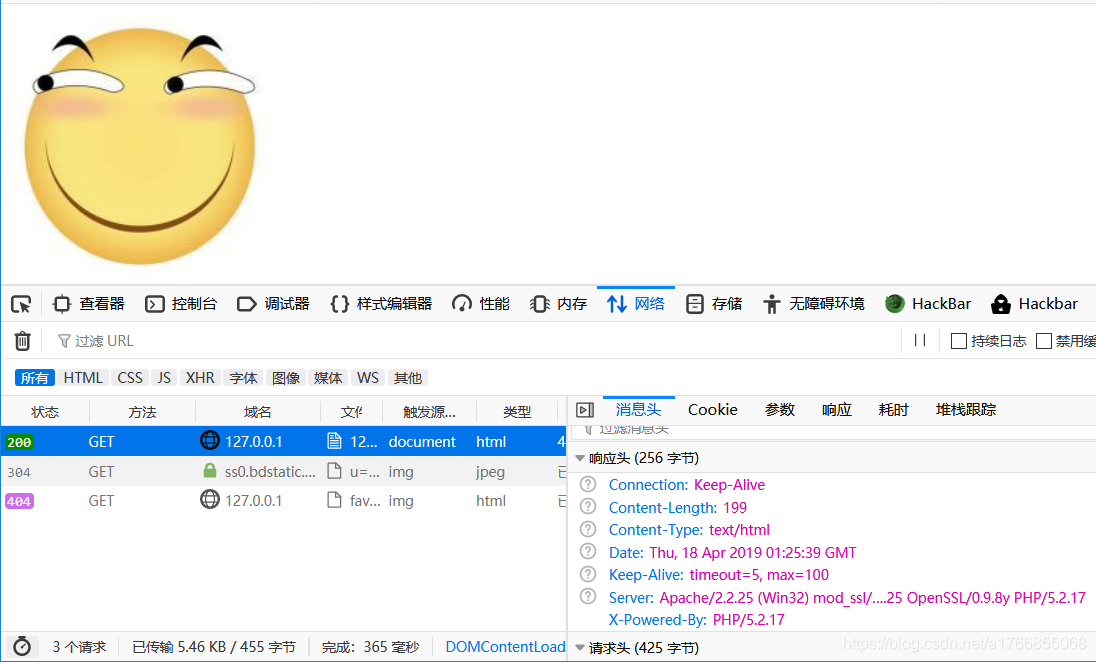 查看器 控制台 调试器 样式编辑器 性能 内存 网络 存储 无障碍环境 HackBar Hackbar
过滤 URL 持续日志 禁用缓
所有 HTML CSS JS XHR 字体 图像 媒体 WS 其他
状态 方法 域名 触发源... 类型
200 GET 127.0.0.1 12... document html 4
304 GET ss0.bdstatic.... u=... img jpeg
404 GET 127.0.0.1 fav... img html
消息头 Cookie 参数 响应 耗时 堆栈跟踪
过滤消息头
响应头 (256 字节)
Connection: Keep-Alive
Content-Length: 199
Content-Type: text/html
Date: Thu, 18 Apr 2019 01:25:39 GMT
Keep-Alive: timeout=5, max=100
Server: Apache/2.2.25 (Win32) mod_ssl/....25 OpenSSL/0.9.8y PHP/5.2.17
X-Powered-By: PHP/5.2.17
请求头 (425 字节)
3 个请求 已传输 5.46 KB / 455 字节 完成: 365 毫秒 DOMContentLoad
https://blog.csdn.net/a1766855068